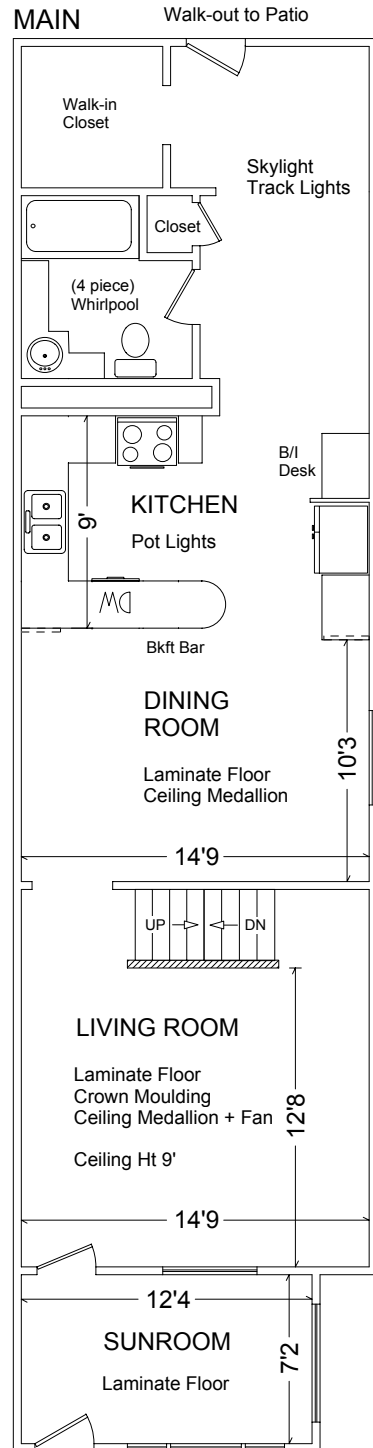 MAIN
Walk-out to Patio
Walk-in
Closet
Skylight
Track Lights
Closet
(4 piece)
Whirlpool
B/I
Desk
KITCHEN
9'
Pot Lights
DW
Bkft Bar
DINING
ROOM
10'3
Laminate Floor
Ceiling Medallion
14'9
UP
DN
LIVING ROOM
Laminate Floor
Crown Moulding
Ceiling Medallion + Fan
12'8
Ceiling Ht 9'
14'9
12'4
SUNROOM
7'2
Laminate Floor